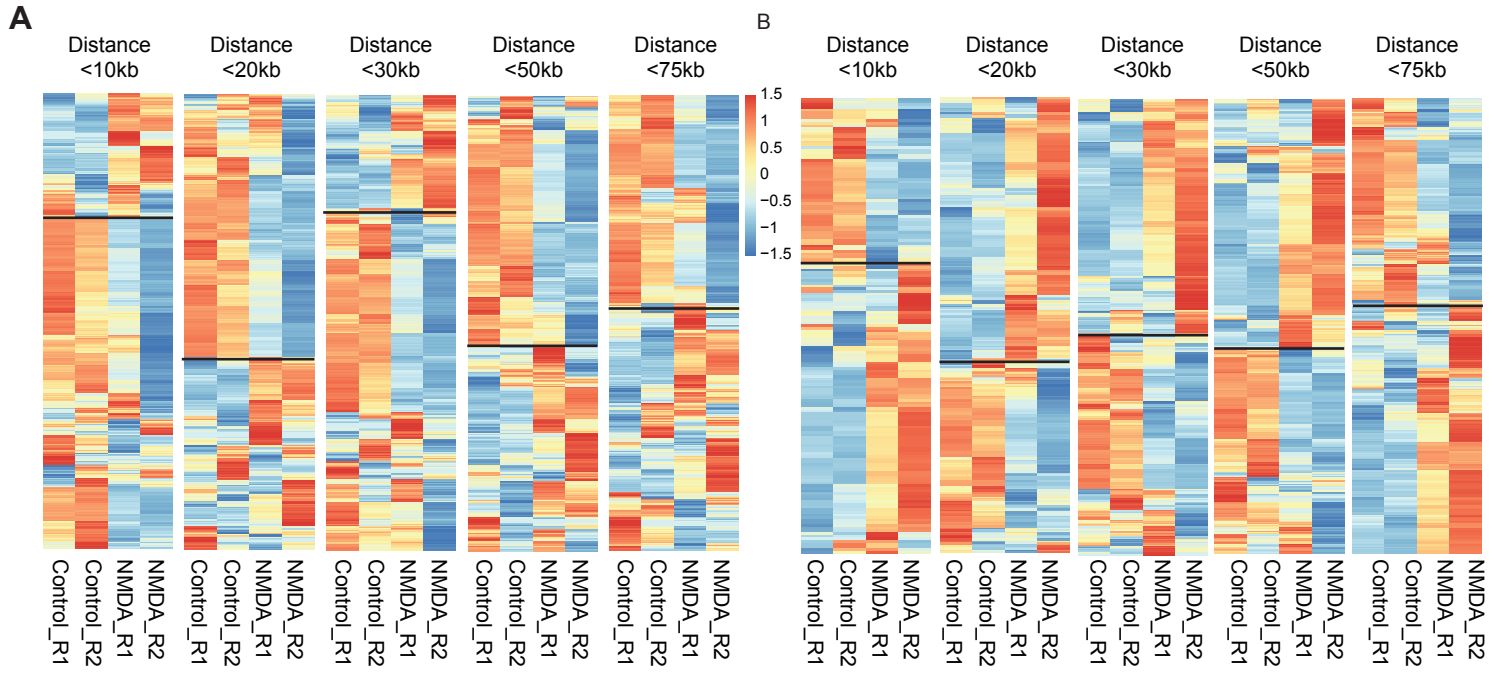 A
B
Distance
<10kb
Distance
<20kb
Distance
<30kb
Distance
<50kb
Distance
<75kb
Distance
<10kb
Distance
<20kb
Distance
<30kb
Distance
<50kb
Distance
<75kb
1.5
1
0.5
0
−0.5
−1
−1.5
Control_R1
Control_R2
NMDA_R1
NMDA_R2
Control_R1
Control_R2
NMDA_R1
NMDA_R2
Control_R1
Control_R2
NMDA_R1
NMDA_R2
Control_R1
Control_R2
NMDA_R1
NMDA_R2
Control_R1
Control_R2
NMDA_R1
NMDA_R2
Control_R1
Control_R2
NMDA_R1
NMDA_R2
Control_R1
Control_R2
NMDA_R1
NMDA_R2
Control_R1
Control_R2
NMDA_R1
NMDA_R2
Control_R1
Control_R2
NMDA_R1
NMDA_R2
Control_R1
Control_R2
NMDA_R1
NMDA_R2